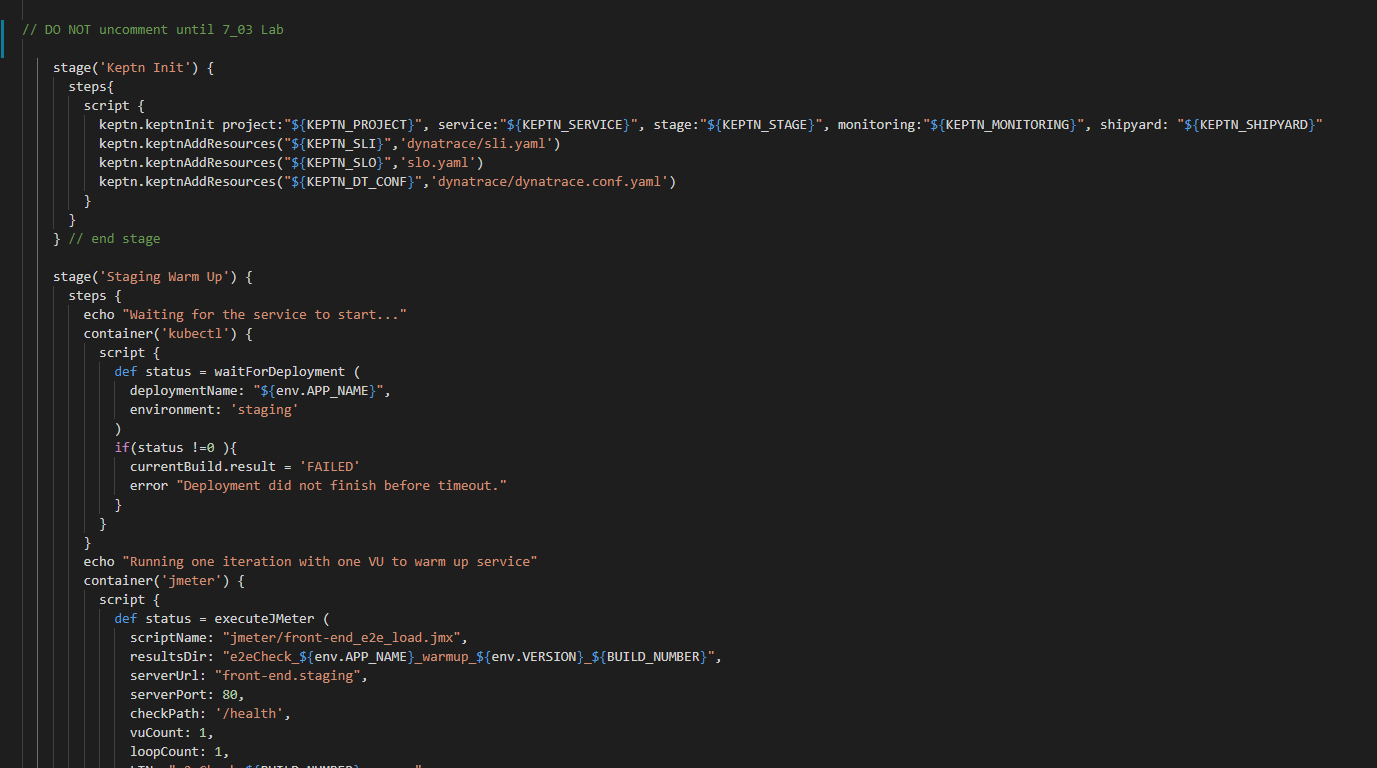 // DO NOT uncomment until 7_03 Lab
stage('Keptn Init') {
steps{
script {
keptn.keptnInit project:"${KEPTN_PROJECT}", service:"${KEPTN_SERVICE}", stage:"${KEPTN_STAGE}", monitoring:"${KEPTN_MONITORING}", shipyard: "${KEPTN_SHIPYARD}"
keptn.keptnAddResources("${KEPTN_SLI}",'dynatrace/sli.yaml')
keptn.keptnAddResources("${KEPTN_SLO}",'slo.yaml')
keptn.keptnAddResources("${KEPTN_DT_CONF}",'dynatrace/dynatrace.conf.yaml')
}
}
} // end stage
stage('Staging Warm Up') {
steps {
echo "Waiting for the service to start..."
container('kubectl') {
script {
def status = waitForDeployment (
deploymentName: "${env.APP_NAME}",
environment: 'staging'
)
if(status !=0 ){
currentBuild.result = 'FAILED'
error "Deployment did not finish before timeout."
}
}
}
echo "Running one iteration with one VU to warm up service"
container('jmeter') {
script {
def status = executeJMeter (
scriptName: "jmeter/front-end_e2e_load.jmx",
resultsDir: "e2eCheck_${env.APP_NAME}_warmup_${env.VERSION}_${BUILD_NUMBER}",
serverUrl: "front-end.staging",
serverPort: 80,
checkPath: '/health',
vuCount: 1,
loopCount: 1,